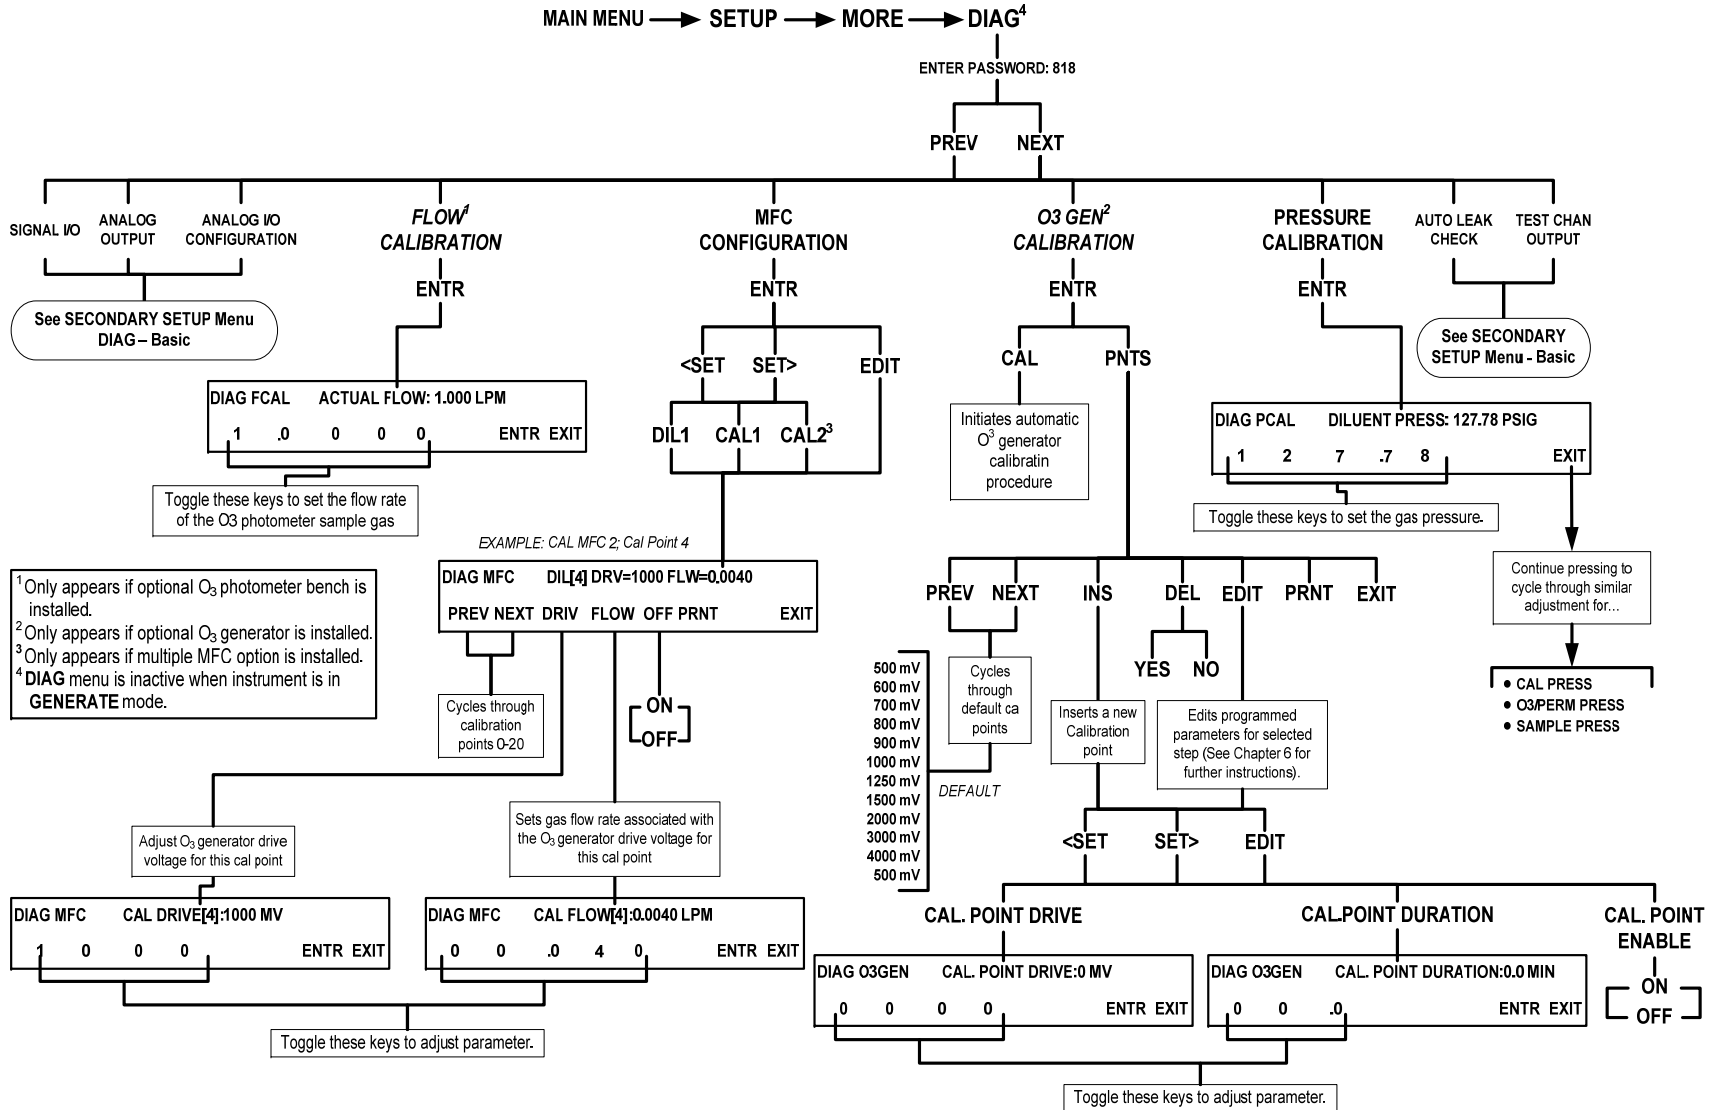 MAIN MENU SETUP MORE DIAG4
ENTER PASSWORD: 818
PREV NEXT
SIGNAL I/O
ANALOG
OUTPUT
ANALOG I/O
CONFIGURATION
See SECONDARY SETUP Menu
DIAG – Basic
FLOW1
CALIBRATION
ENTR
DIAG FCAL ACTUAL FLOW: 1.000 LPM
1 .0 0 0 0 ENTR EXIT
Toggle these keys to set the flow rate
of the O3 photometer sample gas
MFC
CONFIGURATION
ENTR
<SET SET> EDIT
DIL1 CAL1 CAL23
EXAMPLE: CAL MFC 2; Cal Point 4
DIAG MFC DIL[4] DRV=1000 FLW=0.0040
PREV NEXT DRIV FLOW OFF PRNT EXIT
Cycles through
calibration
points 0-20
ON
OFF
Adjust O3 generator drive
voltage for this cal point
Sets gas flow rate associated with
the O3 generator drive voltage for
this cal point
DIAG MFC CAL DRIVE[4]:1000 MV
1 0 0 0 ENTR EXIT
DIAG MFC CAL FLOW[4]:0.0040 LPM
0 0 .0 4 0 ENTR EXIT
Toggle these keys to adjust parameter.
1 Only appears if optional O3 photometer bench is
installed.
2 Only appears if optional O3 generator is installed.
3 Only appears if multiple MFC option is installed.
4 DIAG menu is inactive when instrument is in
GENERATE mode.
O3 GEN2
CALIBRATION
ENTR
CAL PNTS
Initiates automatic
O3 generator
calibratin
procedure
PREV NEXT INS DEL EDIT PRNT EXIT
YES NO
500 mV
600 mV
700 mV
800 mV
900 mV
1000 mV
1250 mV
1500 mV
2000 mV
3000 mV
4000 mV
500 mV
Cycles
through
default ca
points
DEFAULT
Inserts a new
Calibration
point
Edits programmed
parameters for selected
step (See Chapter 6 for
further instructions).
<SET SET> EDIT
CAL. POINT DRIVE
DIAG O3GEN CAL. POINT DRIVE:0 MV
0 0 0 0 ENTR EXIT
CAL.POINT DURATION
DIAG O3GEN CAL. POINT DURATION:0.0 MIN
0 0 .0 ENTR EXIT
CAL. POINT
ENABLE
ON
OFF
Toggle these keys to adjust parameter.
PRESSURE
CALIBRATION
ENTR
DIAG PCAL DILUENT PRESS: 127.78 PSIG
1 2 7 .7 8 EXIT
Toggle these keys to set the gas pressure.
Continue pressing to
cycle through similar
adjustment for...
• CAL PRESS
• O3/PERM PRESS
• SAMPLE PRESS
AUTO LEAK
CHECK
TEST CHAN
OUTPUT
See SECONDARY
SETUP Menu - Basic